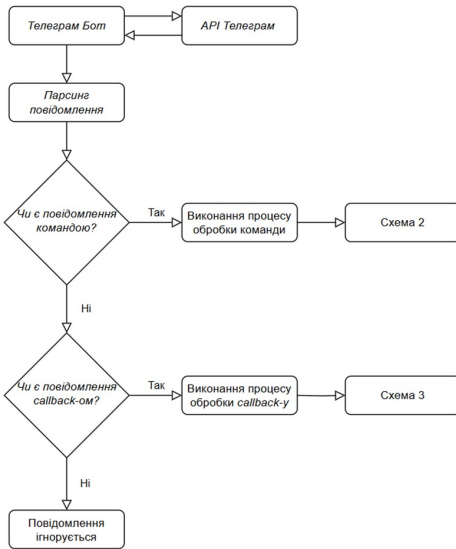 Телеграм Бот
API Телеграм
Парсинг
повідомлення
Чи є повідомлення
командою?
Так
Виконання процесу
обробки команди
Схема 2
Ні
Чи є повідомлення
callback-ом?
Так
Виконання процесу
обробки callback-у
Схема 3
Ні
Повідомлення
ігнорується